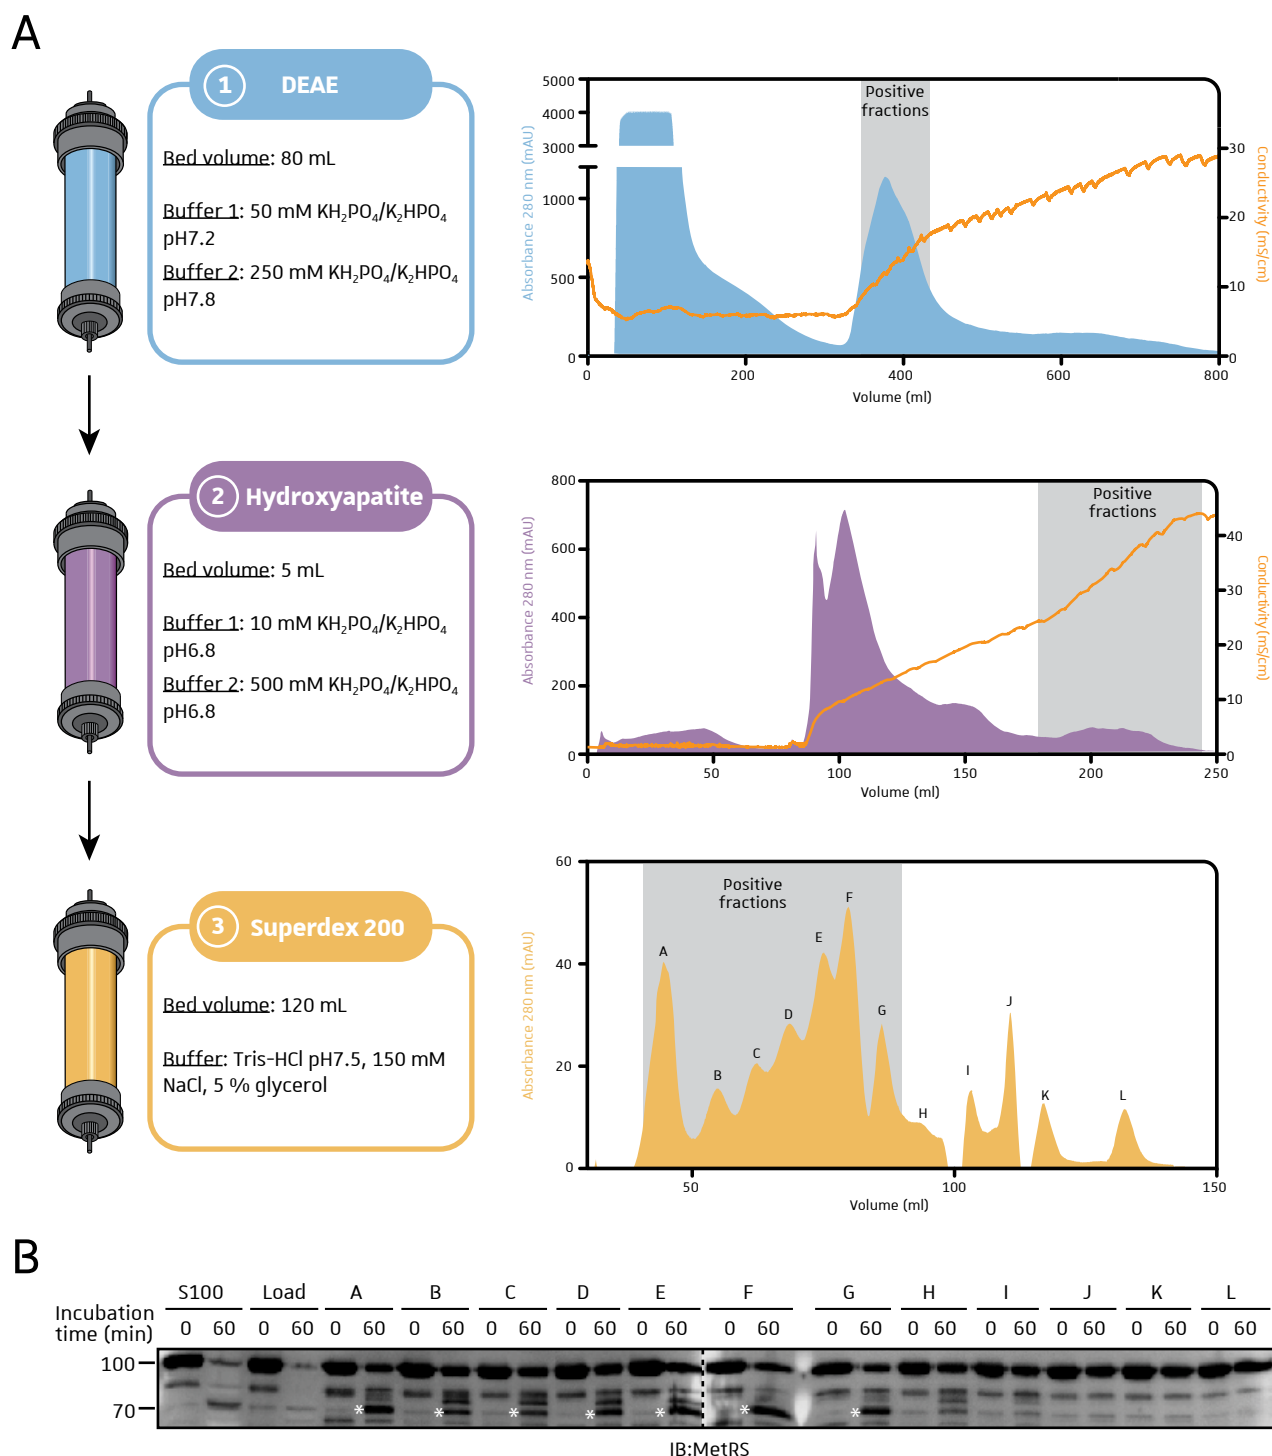 A
1 DEAE
Bed volume: 80 mL
Buffer 1: 50 mM KH₂PO₄/K₂HPO₄
pH7.2
Buffer 2: 250 mM KH₂PO₄/K₂HPO₄
pH7.8
Absorbance 280 nm (mAU)
5000
4000
3000
1000
500
0
Positive
fractions
30
20
10
0
Conductivity (mS/cm)
0 200 400 600 800
Volume (ml)
2 Hydroxyapatite
Bed volume: 5 mL
Buffer 1: 10 mM KH₂PO₄/K₂HPO₄
pH6.8
Buffer 2: 500 mM KH₂PO₄/K₂HPO₄
pH6.8
Absorbance 280 nm (mAU)
800
600
400
200
0
Positive
fractions
40
30
20
10
0
Conductivity (mS/cm)
0 50 100 150 200 250
Volume (ml)
3 Superdex 200
Bed volume: 120 mL
Buffer: Tris-HCl pH7.5, 150 mM
NaCl, 5 % glycerol
Absorbance 280 nm (mAU)
60
40
20
0
Positive
fractions
A B C D E F G H I J K L
50 100 150
Volume (ml)
B
S100 Load A B C D E F G H I J K L
Incubation
time (min)
0 60 0 60 0 60 0 60 0 60 0 60 0 60 0 60 0 60 0 60 0 60 0 60 0 60 0 60
100
70
* * * * * * *
IB:MetRS